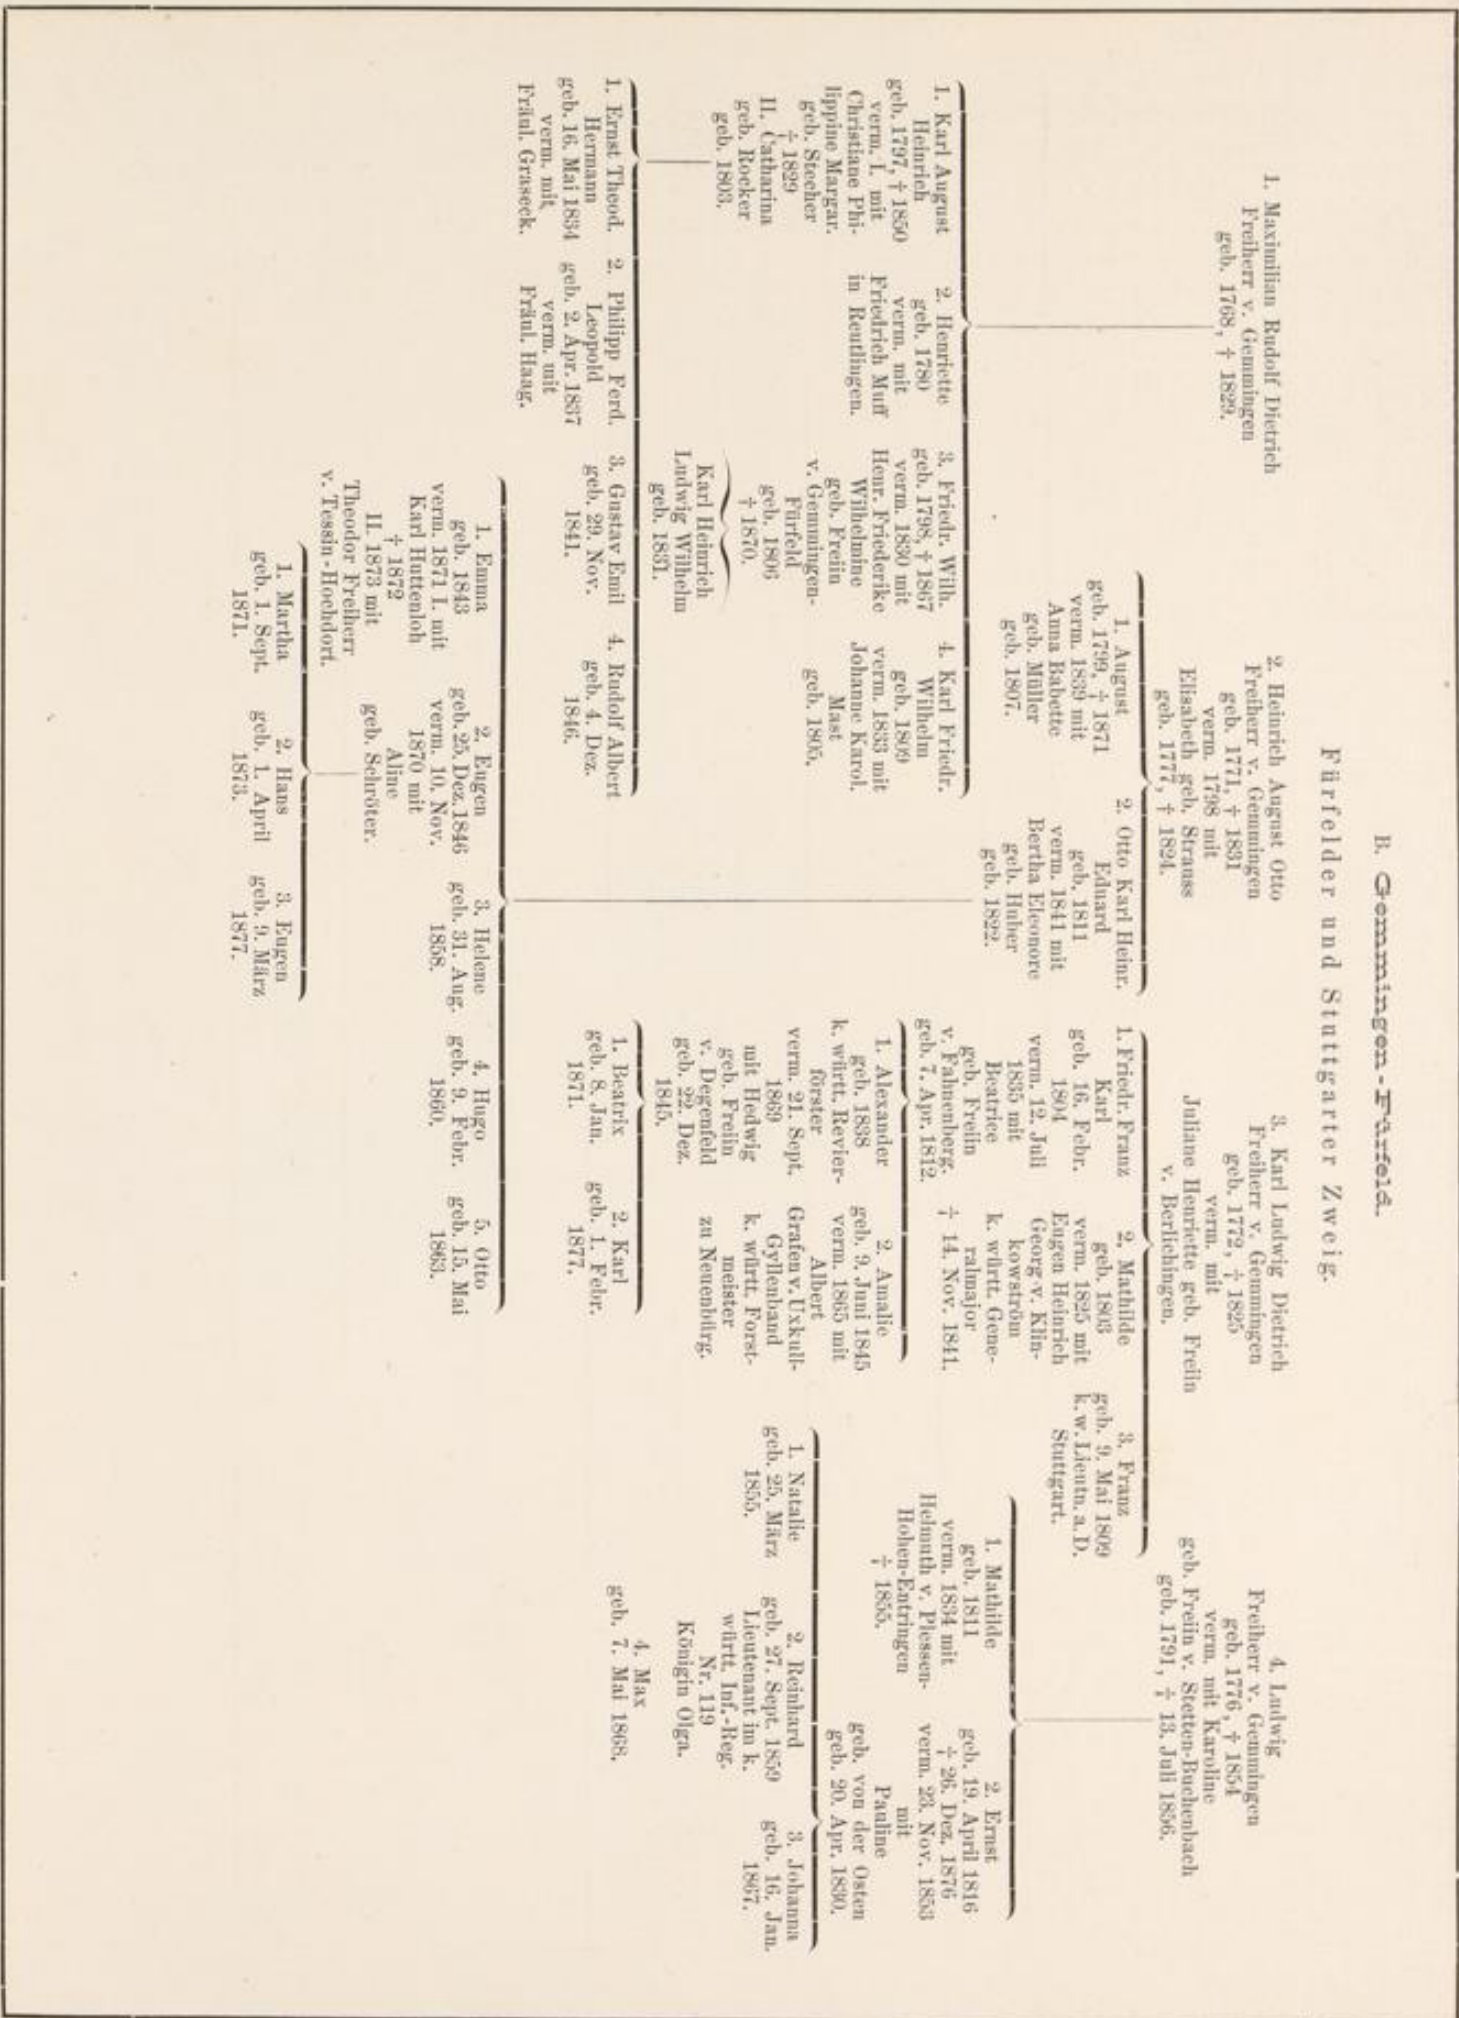 B. Gemmingen-Fürfeld.
Fürfelder und Stuttgarter Zweig.
1. Maximilian Rudolf Dietrich
Freiherr v. Gemmingen
geb. 1768, † 1829.
2. Heinrich August Otto
Freiherr v. Gemmingen
geb. 1771, † 1831
verm. 1798 mit
Elisabeth geb. Strauss
geb. 1777, † 1824.
3. Karl Ludwig Dietrich
Freiherr v. Gemmingen
geb. 1772, † 1825
verm. mit
Juliane Henriette geb. Freiin
v. Berlichingen.
4. Ludwig
Freiherr v. Gemmingen
geb. 1776, † 1854
verm. mit Karoline
geb. Freiin v. Stetten-Buchenbach
geb. 1791, † 13. Juli 1856.
1. Karl August
Heinrich
geb. 1797, † 1850
verm. I. mit
Christiane Phi-
lippine Margar.
geb. Stecher
† 1829
II. Catharina
geb. Rocker
geb. 1803.
2. Henriette
geb. 1780
verm. mit
Friedrich Muff
in Reutlingen.
3. Friedr. Wilh.
geb. 1798, † 1867
verm. 1830 mit
Henr. Friederike
Wilhelmine
geb. Freiin
v. Gemmingen-
Fürfeld
geb. 1806
† 1870.
4. Karl Friedr.
Wilhelm
geb. 1809
verm. 1833 mit
Johanne Karol.
Mast
geb. 1805.
Karl Heinrich
Ludwig Wilhelm
geb. 1831.
1. Ernst Theod.
Hermann
geb. 16. Mai 1834
verm. mit
Fräul. Graseck.
2. Philipp Ferd.
Leopold
geb. 2. Apr. 1837
verm. mit
Fräul. Haag.
3. Gustav Emil
geb. 29. Nov.
1841.
4. Rudolf Albert
geb. 4. Dez.
1846.
1. August
geb. 1799, † 1871
verm. 1839 mit
Anna Babette
geb. Müller
geb. 1807.
2. Otto Karl Heinr.
Eduard
geb. 1811
verm. 1841 mit
Bertha Eleonore
geb. Huber
geb. 1822.
1. Emma
geb. 1843
verm. 1871 I. mit
Karl Huttenloh
† 1872
II. 1873 mit
Theodor Freiherr
v. Tessin-Hochdorf.
2. Eugen
geb. 25. Dez. 1846
verm. 10. Nov.
1870 mit
Aline
geb. Schröter.
3. Helene
geb. 31. Aug.
1858.
4. Hugo
geb. 9. Febr.
1860.
5. Otto
geb. 15. Mai
1863.
1. Martha
geb. 1. Sept.
1871.
2. Hans
geb. 1. April
1873.
3. Eugen
geb. 9. März
1877.
1. Friedr. Franz
Karl
geb. 16. Febr.
1804
verm. 12. Juli
1835 mit
Beatrice
geb. Freiin
v. Fahnenberg.
geb. 7. Apr. 1812.
2. Mathilde
geb. 1803
verm. 1825 mit
Eugen Heinrich
Georg v. Klin-
kowström
k. württ. Gene-
ralmajor
† 14. Nov. 1841.
3. Franz
geb. 9. Mai 1809
k. w. Lieutn. a. D.
Stuttgart.
1. Alexander
geb. 1838
k. württ. Revier-
förster
verm. 21. Sept.
1869
mit Hedwig
geb. Freiin
v. Degenfeld
geb. 22. Dez.
1845.
2. Amalie
geb. 9. Juni 1845
verm. 1865 mit
Albert
Grafen v. Uxkull-
Gyllenband
k. württ. Forst-
meister
zu Neuenbürg.
1. Beatrix
geb. 8. Jan.
1871.
2. Karl
geb. 1. Febr.
1877.
1. Mathilde
geb. 1811
verm. 1834 mit
Helmuth v. Plessen-
Hohen-Entringen
† 1855.
2. Ernst
geb. 19. April 1816
† 26. Dez. 1876
verm. 23. Nov. 1853
mit
Pauline
geb. von der Osten
geb. 20. Apr. 1830.
1. Natalie
geb. 25. März
1855.
2. Reinhard
geb. 27. Sept. 1859
Lieutenant im k.
württ. Inf.-Reg.
Nr. 119
Königin Olga.
3. Johanna
geb. 16. Jan.
1867.
4. Max
geb. 7. Mai 1868.